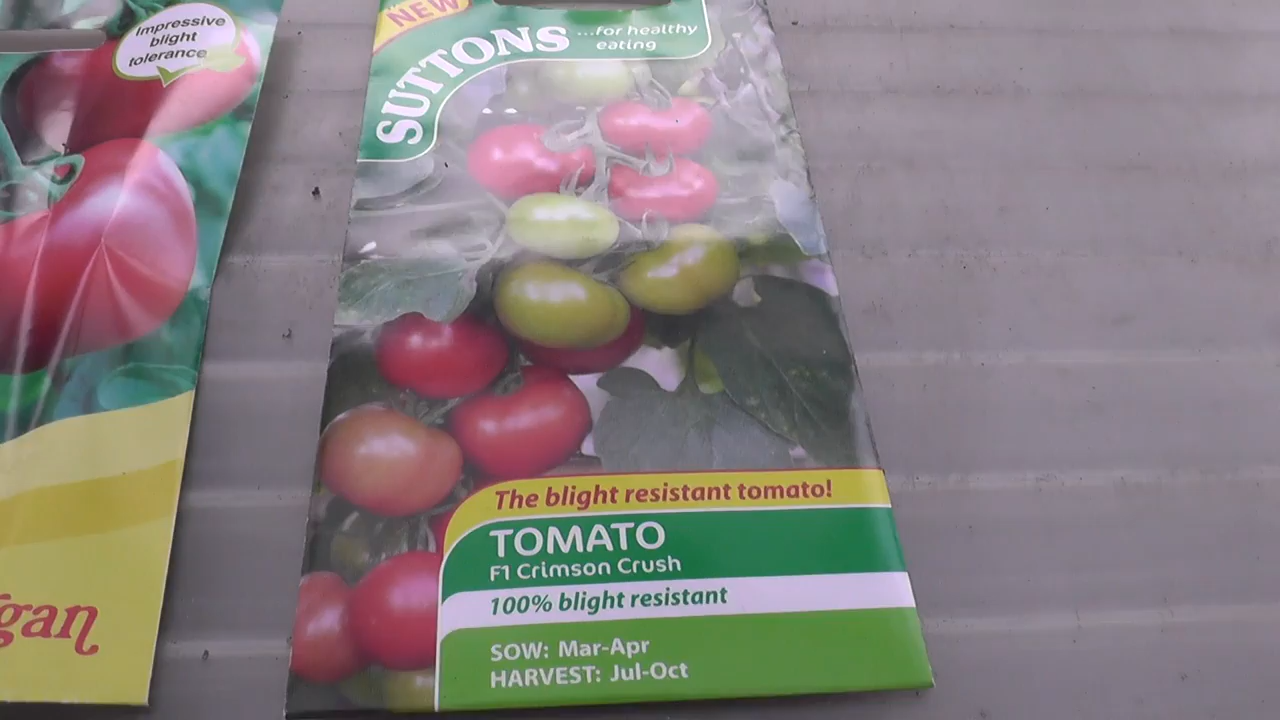 Impressive
blight
tolerance
gan
NEW
SUTTONS
...for healthy
eating
The blight resistant tomato!
TOMATO
F1 Crimson Crush
100% blight resistant
SOW: Mar-Apr
HARVEST: Jul-Oct